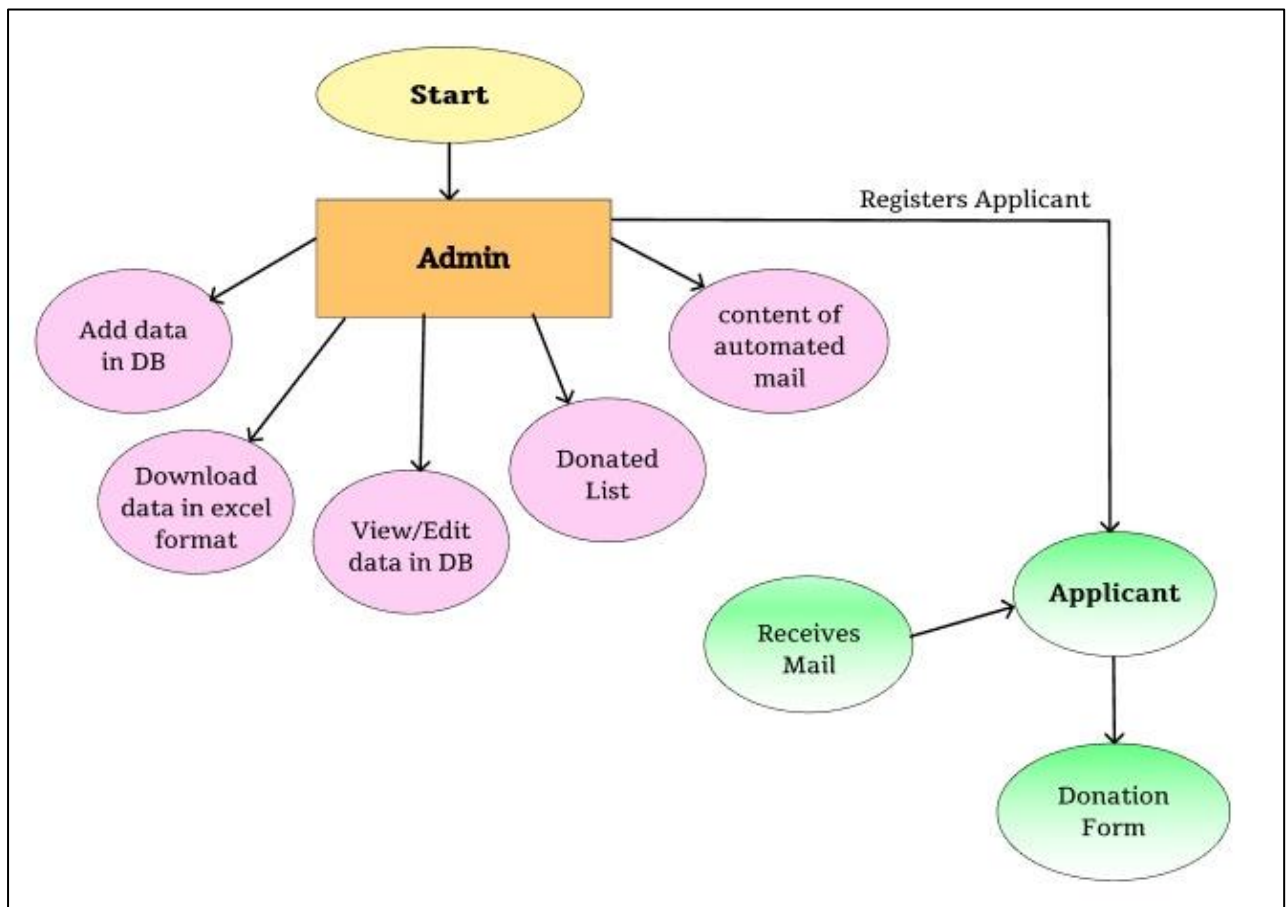 Start
Registers Applicant
Admin
Add data
in DB
content of
automated
mail
Download
data in excel
format
View/Edit
data in DB
Donated
List
Applicant
Receives
Mail
Donation
Form